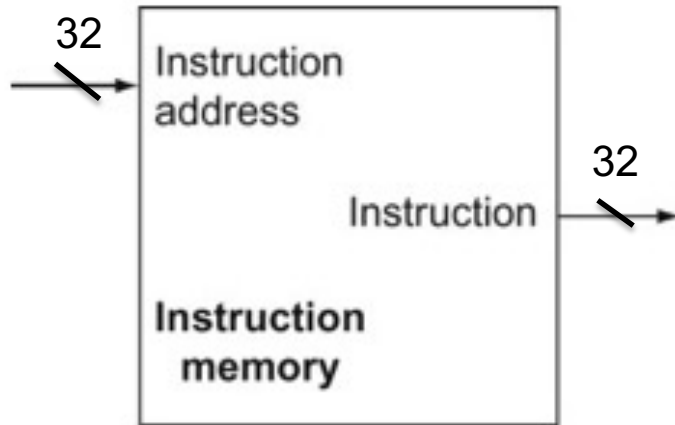 32
Instruction
address
32
Instruction
Instruction
memory